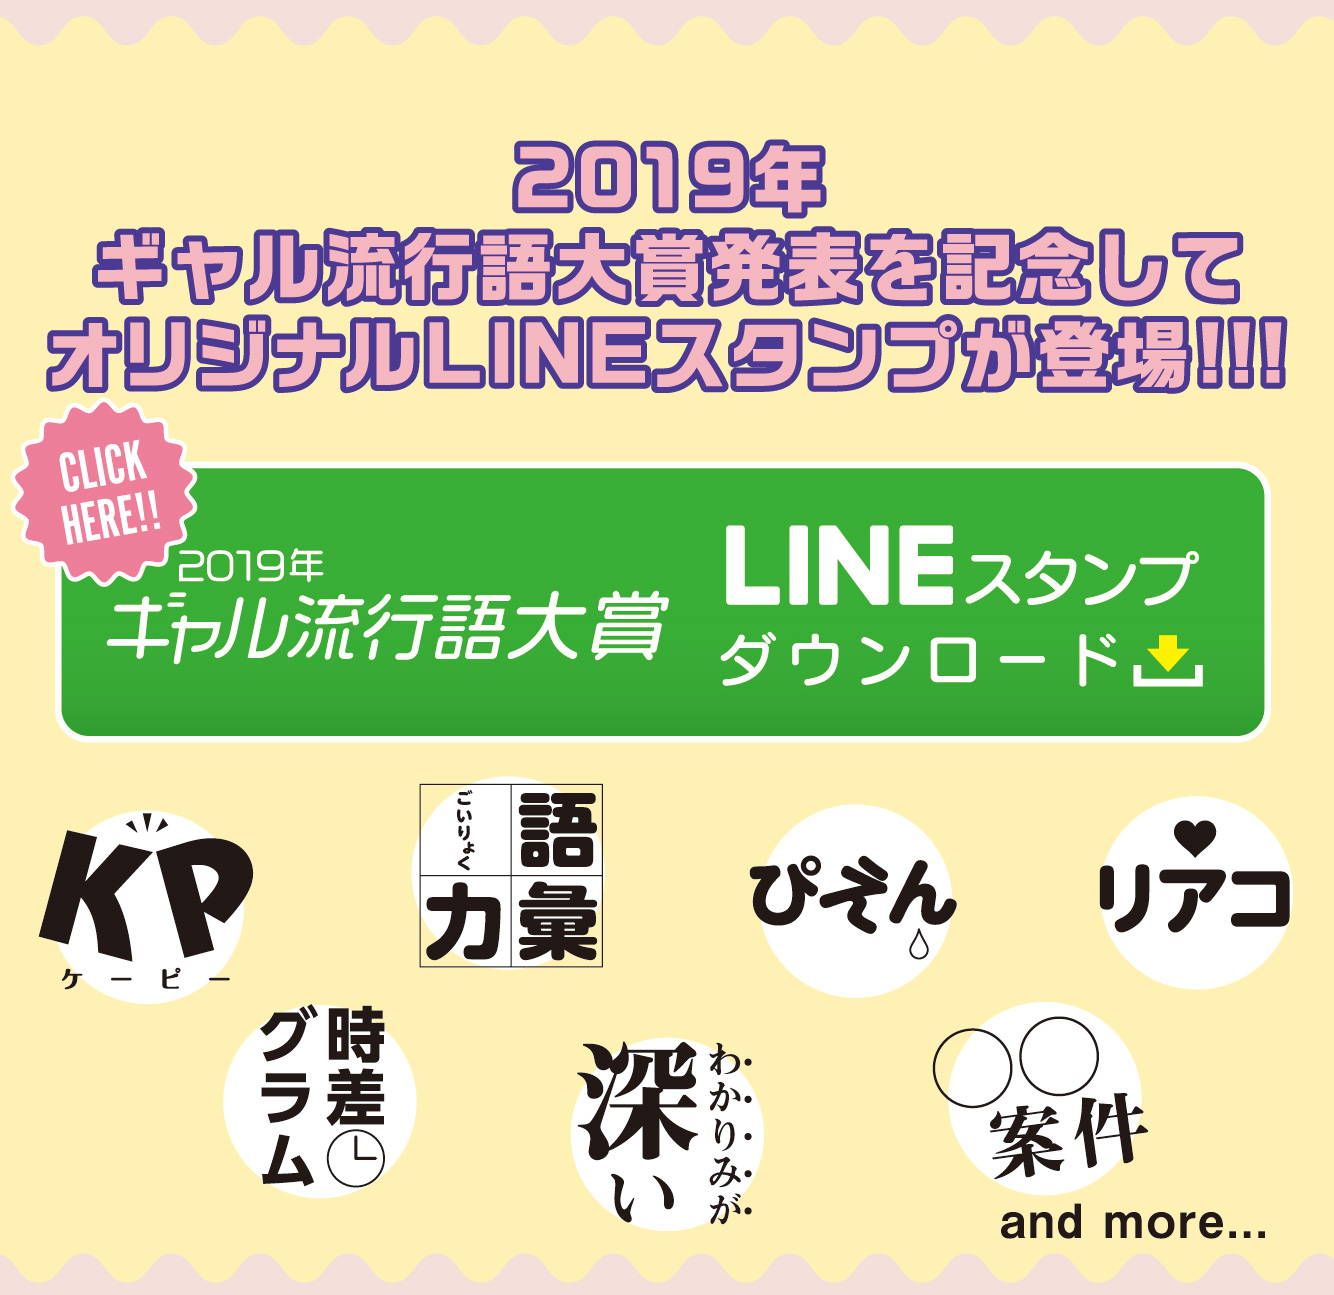 2019年
ギャル流行語大賞発表を記念して
オリジナルLINEスタンプが登場!!!
CLICK
HERE!!
2019年
ギャル流行語大賞
LINEスタンプ
ダウンロード
KP
ケーピー
語彙力
ごいりょく
ぴえん
リアコ
時差
グラム
わかりみが
深い
○○
案件
and more...